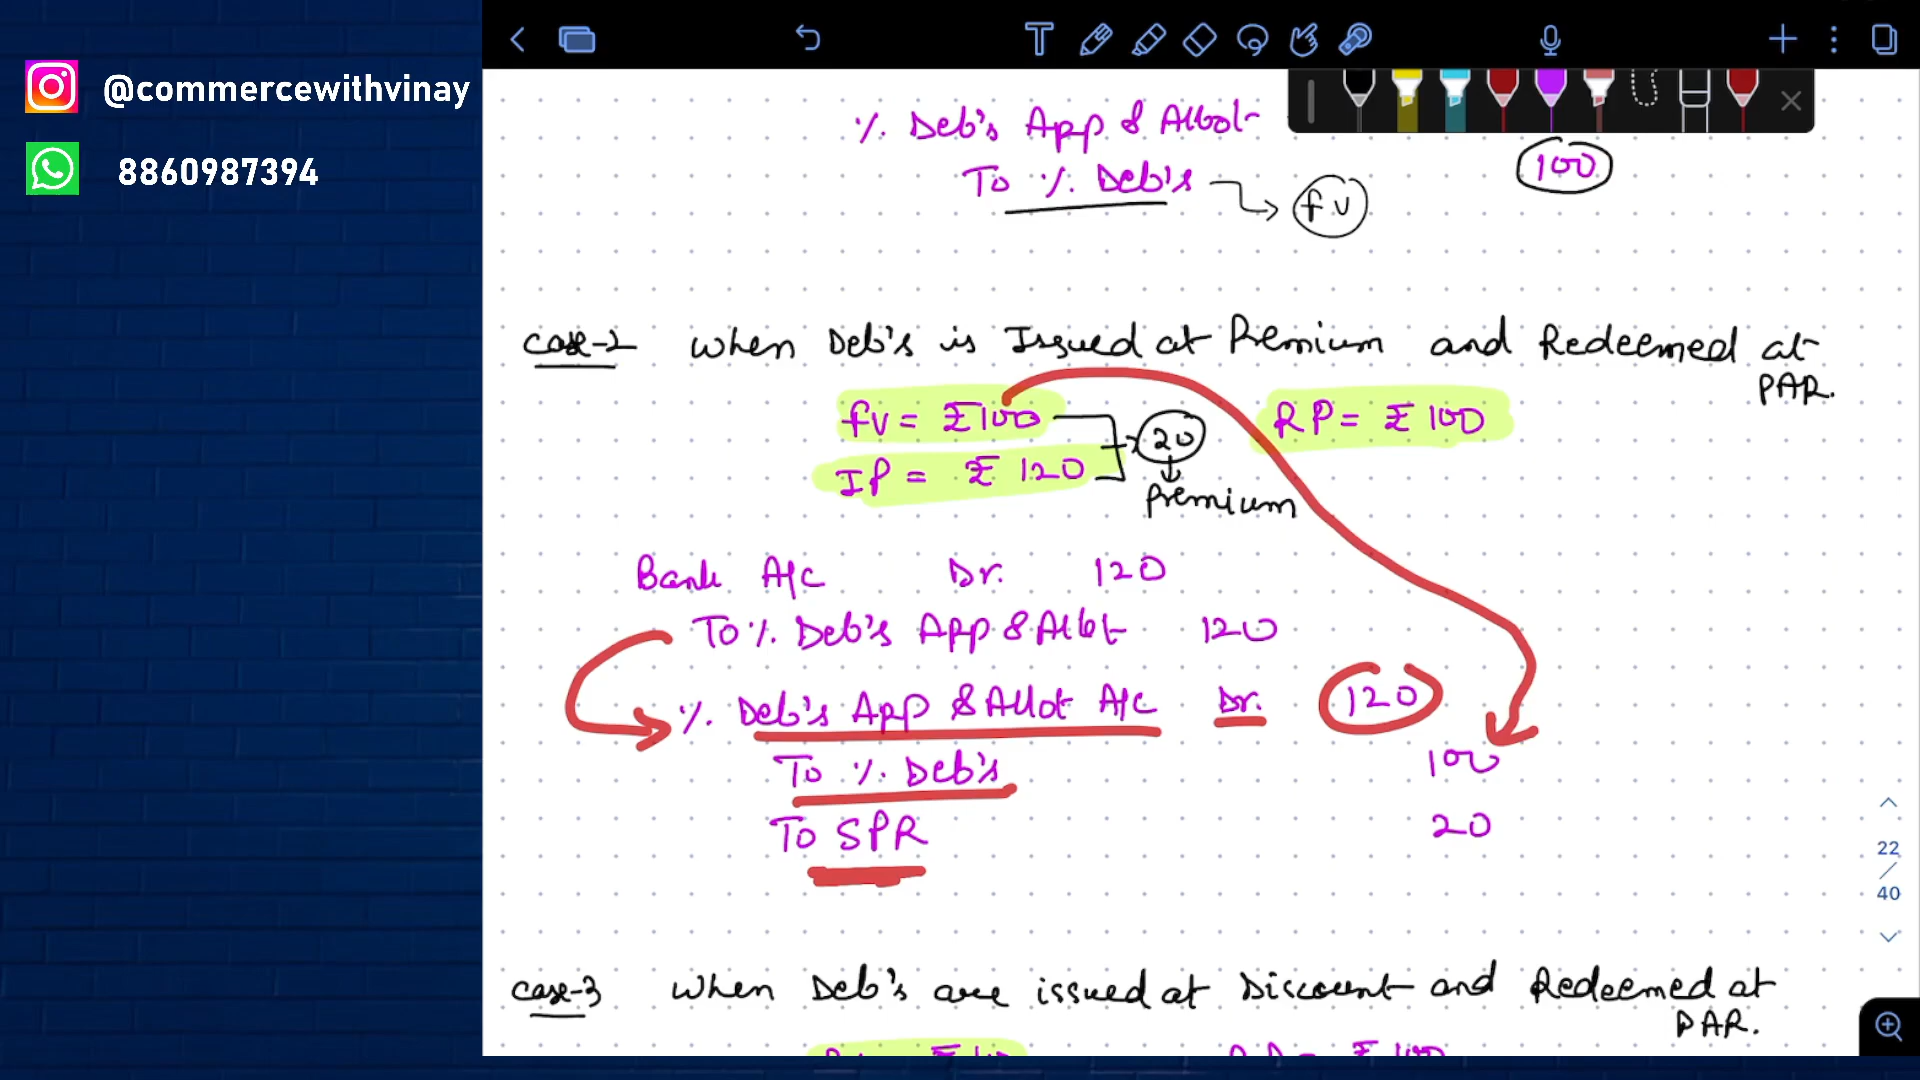 @commercewithvinay
8860987394
% Deb's App & Allot
To % Deb's
fv
100
case-2 When Deb's is Issued at Premium and Redeemed at PAR.
fv = ₹100
20
RP = ₹ 100
IP = ₹ 120
Premium
Bank A/c Dr. 120
To % Deb's App & Allot 120
% Deb's App & Allot A/c Dr. 120
To % Deb's 100
To SPR 20
22
/
40
case-3 When Deb's are issued at Discount and Redeemed at PAR.